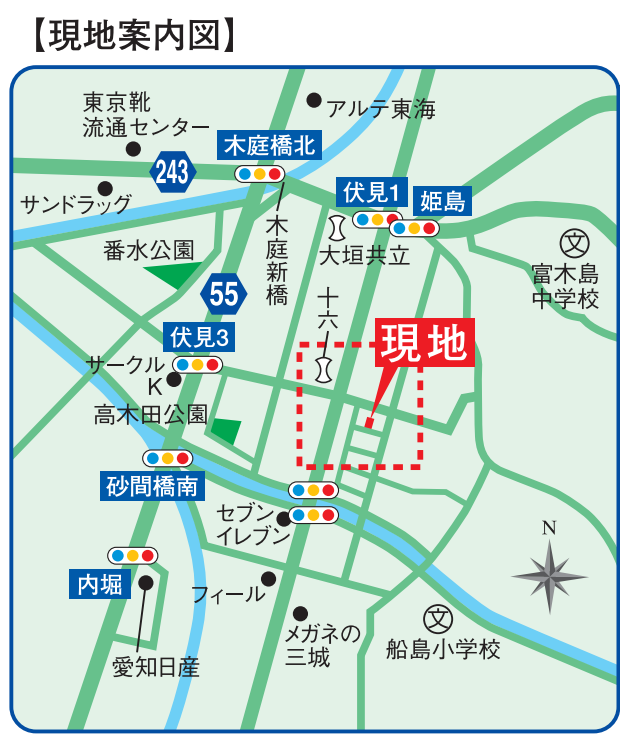 【現地案内図】
東京靴
流通センター
アルテ東海
木庭橋北
243
サンドラッグ
伏見1
姫島
木庭新橋
大垣共立
番水公園
富木島
中学校
55
十六
伏見3
現地
サークル
K
高木田公園
砂間橋南
セブン
イレブン
N
内堀
フィール
文
文
メガネの
三城
船島小学校
愛知日産